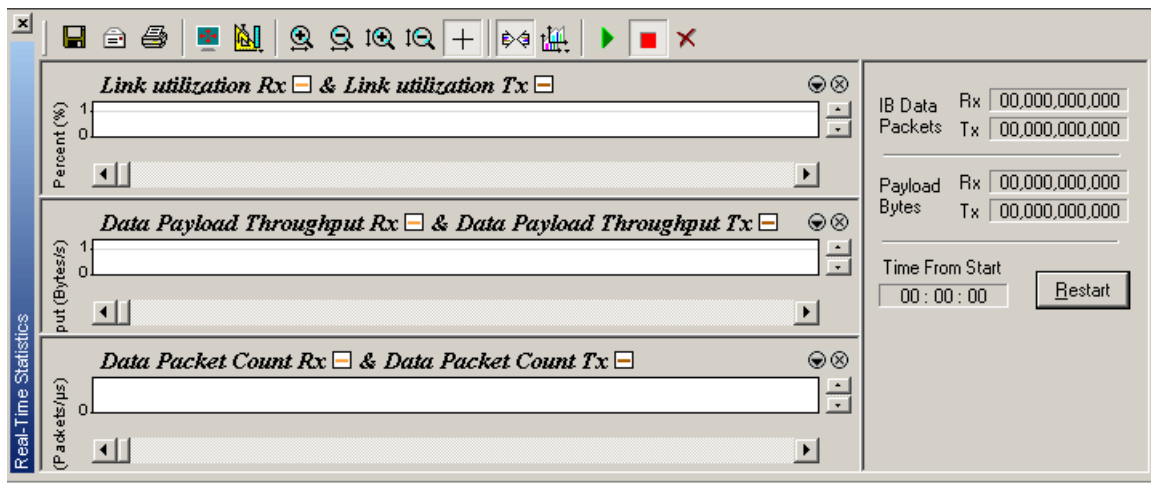 Real-Time Statistics
Link utilization Rx & Link utilization Tx
Percent (%)
1
0
Data Payload Throughput Rx & Data Payload Throughput Tx
put (Bytes/s)
1
0
Data Packet Count Rx & Data Packet Count Tx
(Packets/µs)
0
IB Data Packets
Rx 00,000,000,000
Tx 00,000,000,000
Payload Bytes
Rx 00,000,000,000
Tx 00,000,000,000
Time From Start
00 : 00 : 00
Restart